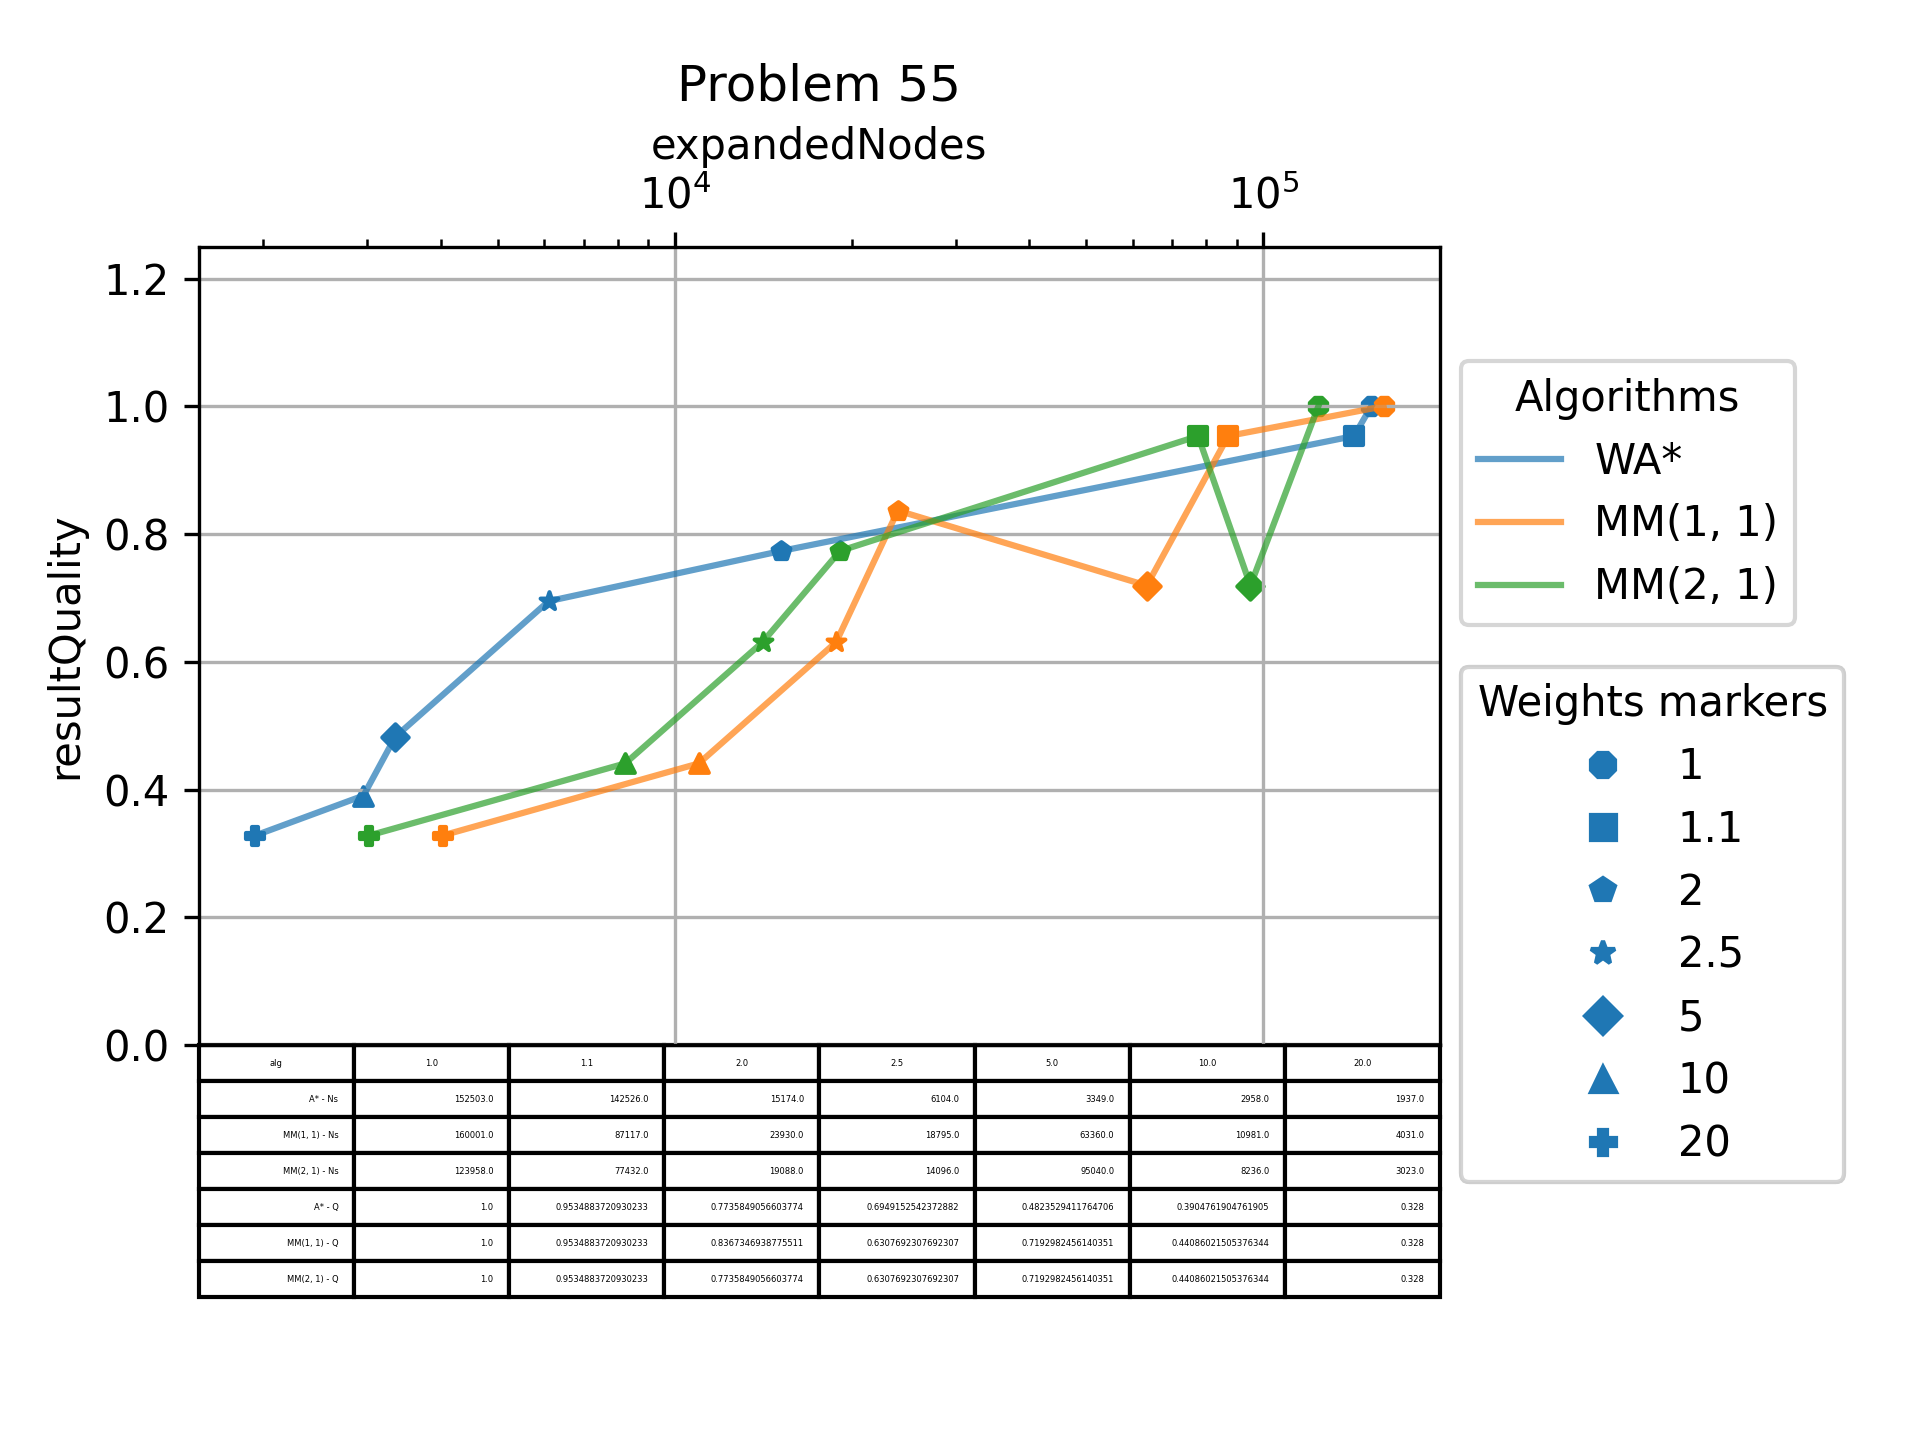 Problem 55
expandedNodes
10^4 10^5
resultQuality
1.2
1.0
0.8
0.6
0.4
0.2
0.0
Algorithms
WA*
MM(1, 1)
MM(2, 1)
Weights markers
1
1.1
2
2.5
5
10
20
alg 1.0 1.1 2.0 2.5 5.0 10.0 20.0
A* - Ns 152503.0 142526.0 15174.0 6104.0 3349.0 2958.0 1937.0
MM(1, 1) - Ns 160001.0 87117.0 23930.0 18795.0 63360.0 10981.0 4031.0
MM(2, 1) - Ns 123958.0 77432.0 19088.0 14096.0 95040.0 8236.0 3023.0
A* - Q 1.0 0.9534883720930233 0.7735849056603774 0.6949152542372882 0.4823529411764706 0.3904761904761905 0.328
MM(1, 1) - Q 1.0 0.9534883720930233 0.8367346938775511 0.6307692307692307 0.7192982456140351 0.44086021505376344 0.328
MM(2, 1) - Q 1.0 0.9534883720930233 0.7735849056603774 0.6307692307692307 0.7192982456140351 0.44086021505376344 0.328